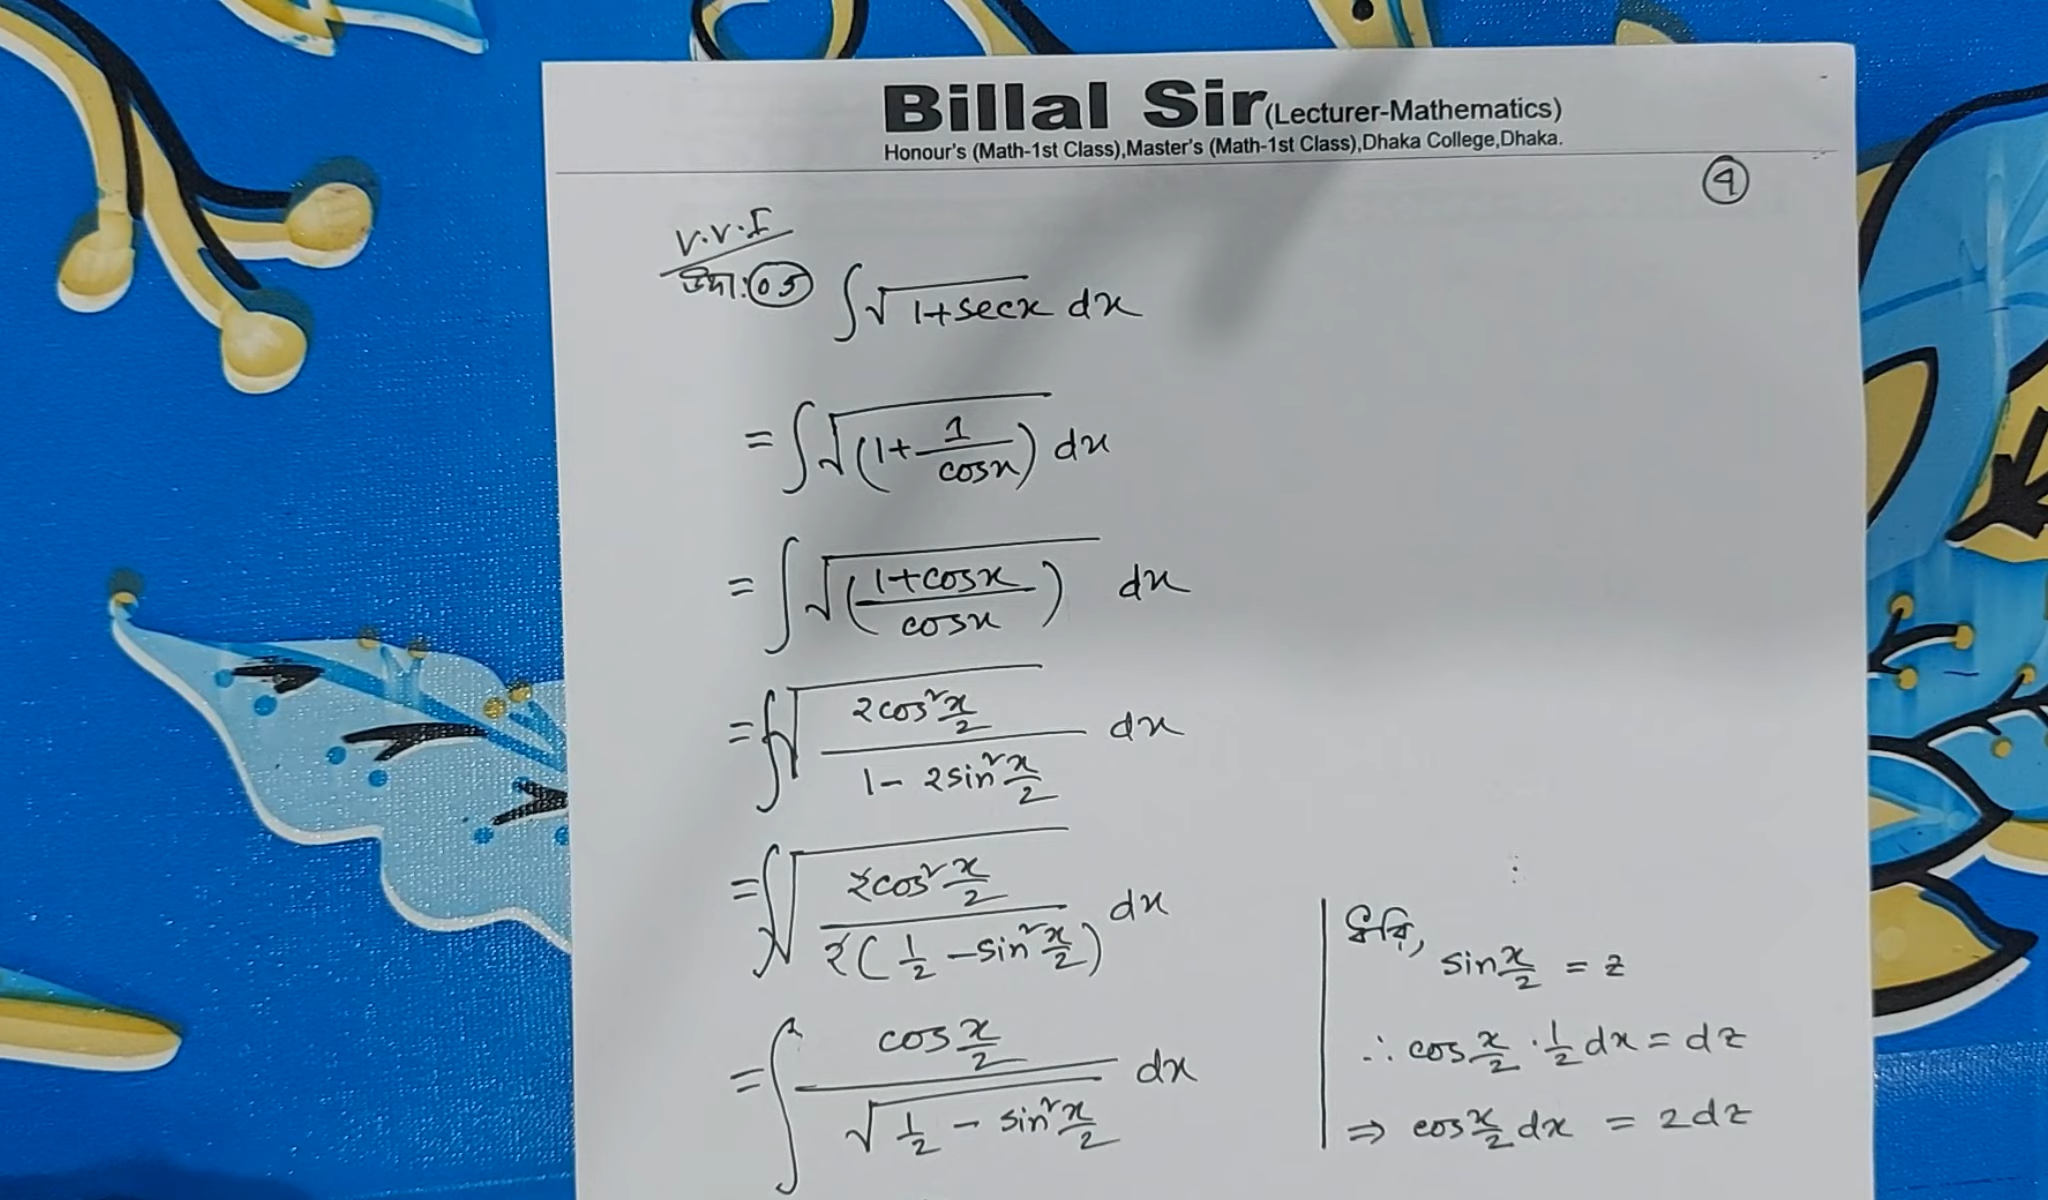 Billal Sir (Lecturer-Mathematics)
Honour's (Math-1st Class),Master's (Math-1st Class),Dhaka College,Dhaka.
④
V.V.I
উদা:⓪⑤ ∫√(1+secx) dx
= ∫√(1+ 1/cosx) dx
= ∫√((1+cosx)/cosx) dx
= ∫√(2cos²x/2 / (1- 2sin²x/2)) dx
= ∫√(2cos²x/2 / 2(1/2 - sin²x/2)) dx
= ∫ cos x/2 / √(1/2 - sin²x/2) dx
ধরি,
sin x/2 = z
∴ cos x/2 · 1/2 dx = dz
⇒ cos x/2 dx = 2dz